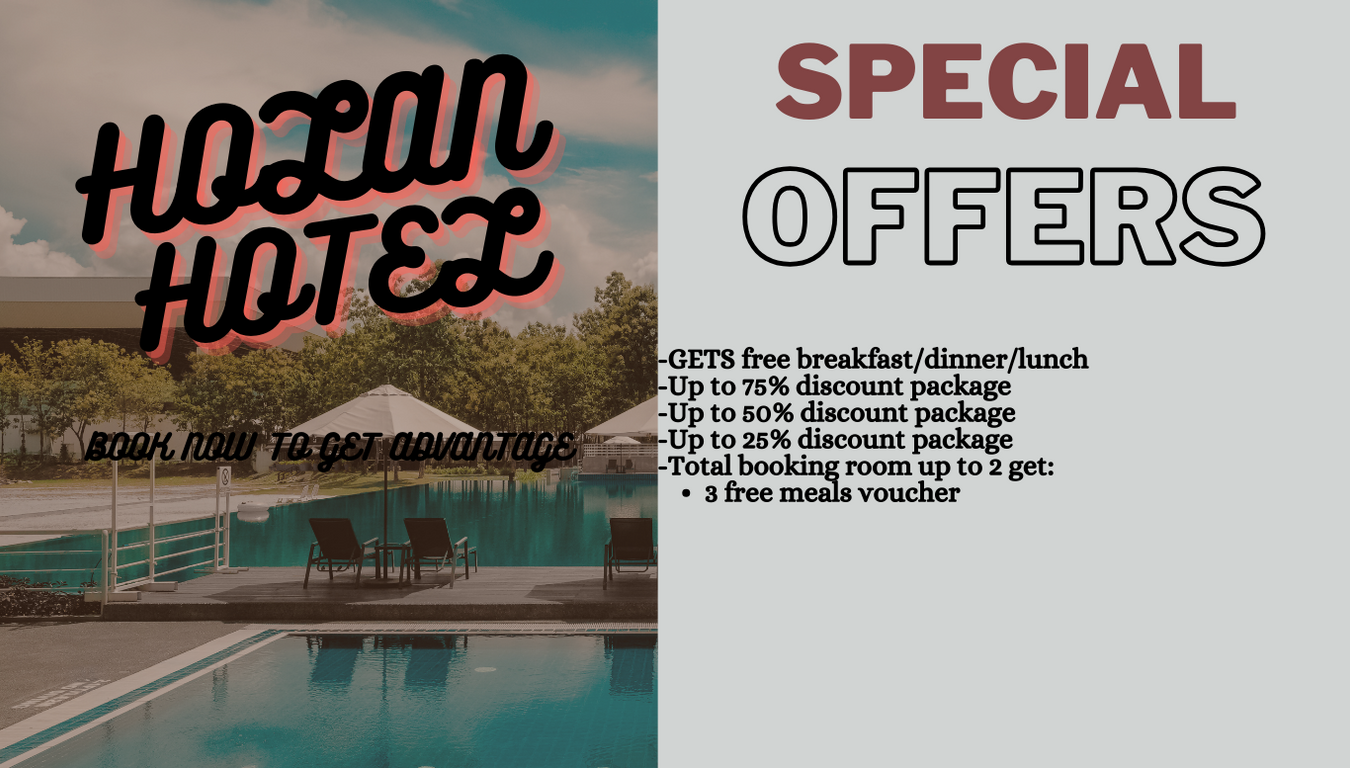 HOLAN
HOTEL
BOOK NOW TO GET ADVANTAGE
SPECIAL
OFFERS
-GETS free breakfast/dinner/lunch
-Up to 75% discount package
-Up to 50% discount package
-Up to 25% discount package
-Total booking room up to 2 get:
• 3 free meals voucher